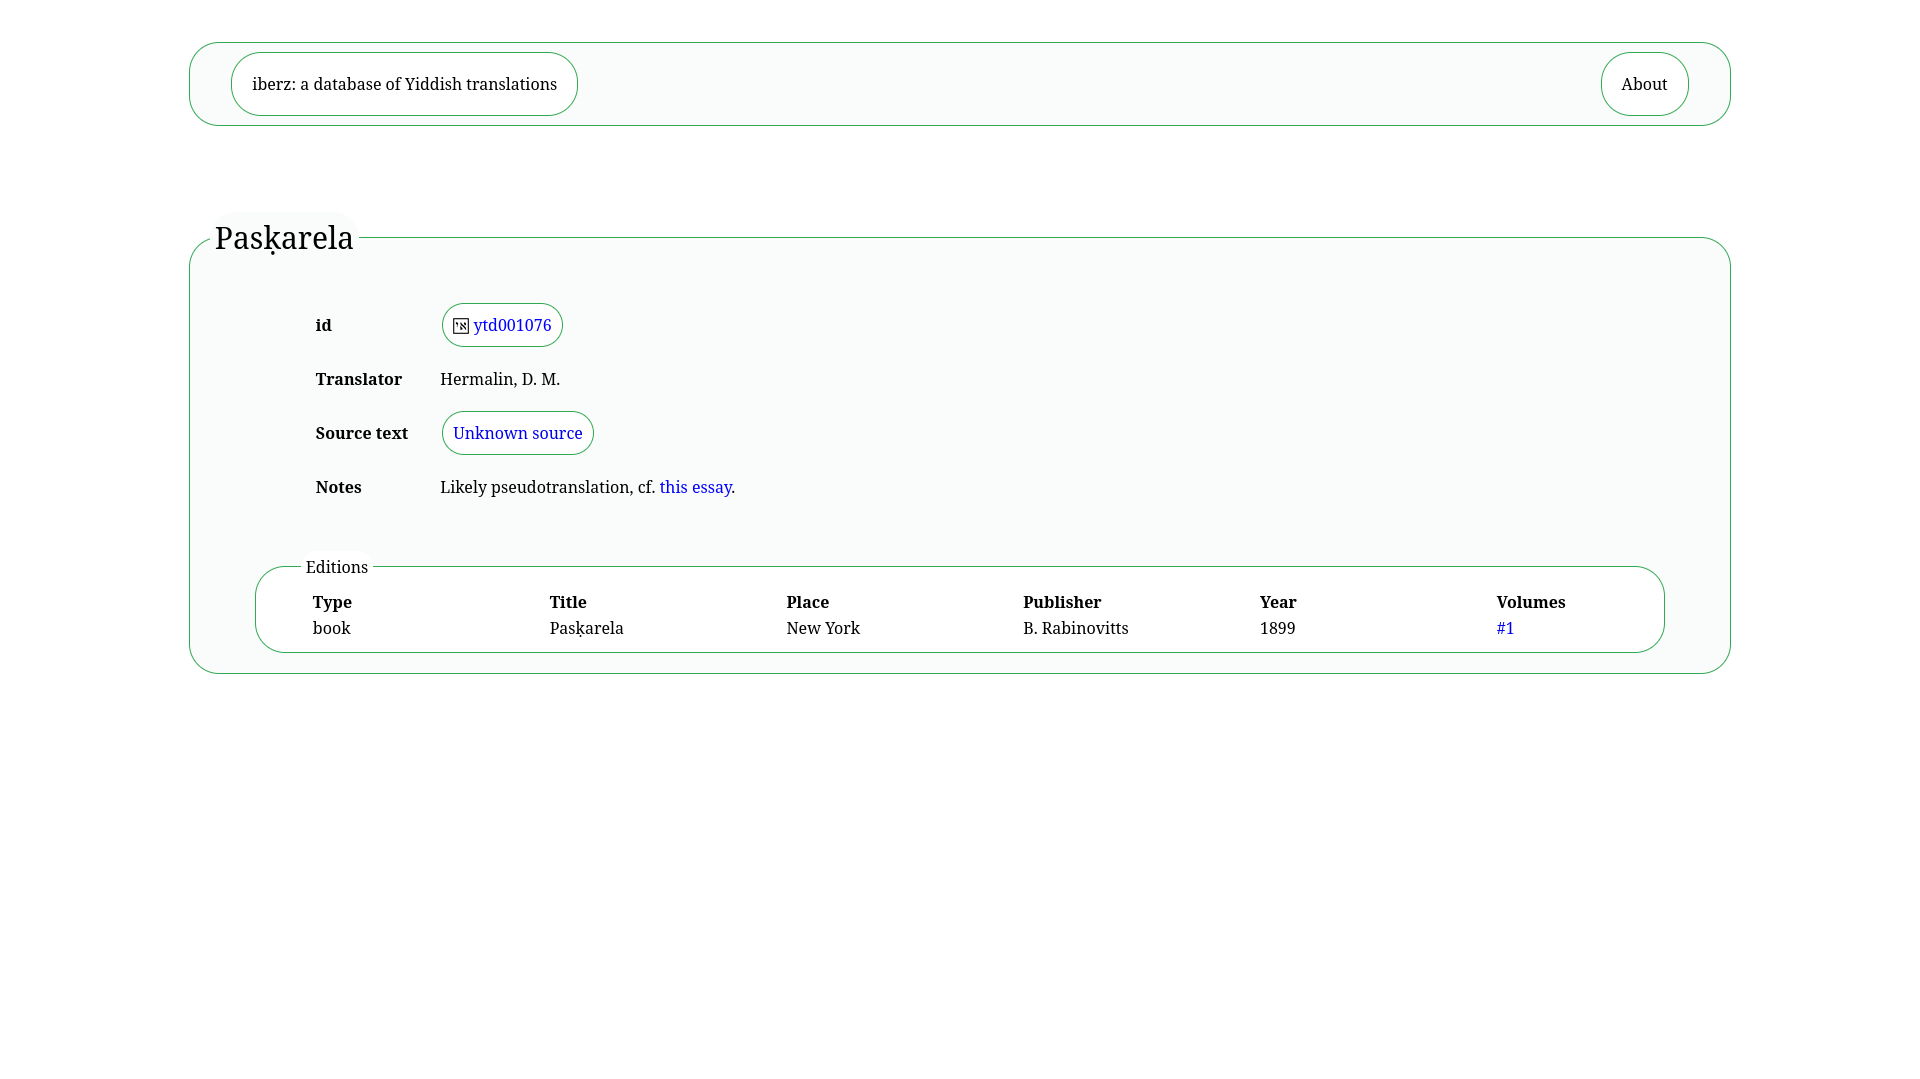 iberz: a database of Yiddish translations
About
Pasḳarela
id ytd001076
Translator Hermalin, D. M.
Source text Unknown source
Notes Likely pseudotranslation, cf. this essay.
Editions
Type Title Place Publisher Year Volumes
book Pasḳarela New York B. Rabinovitts 1899 #1